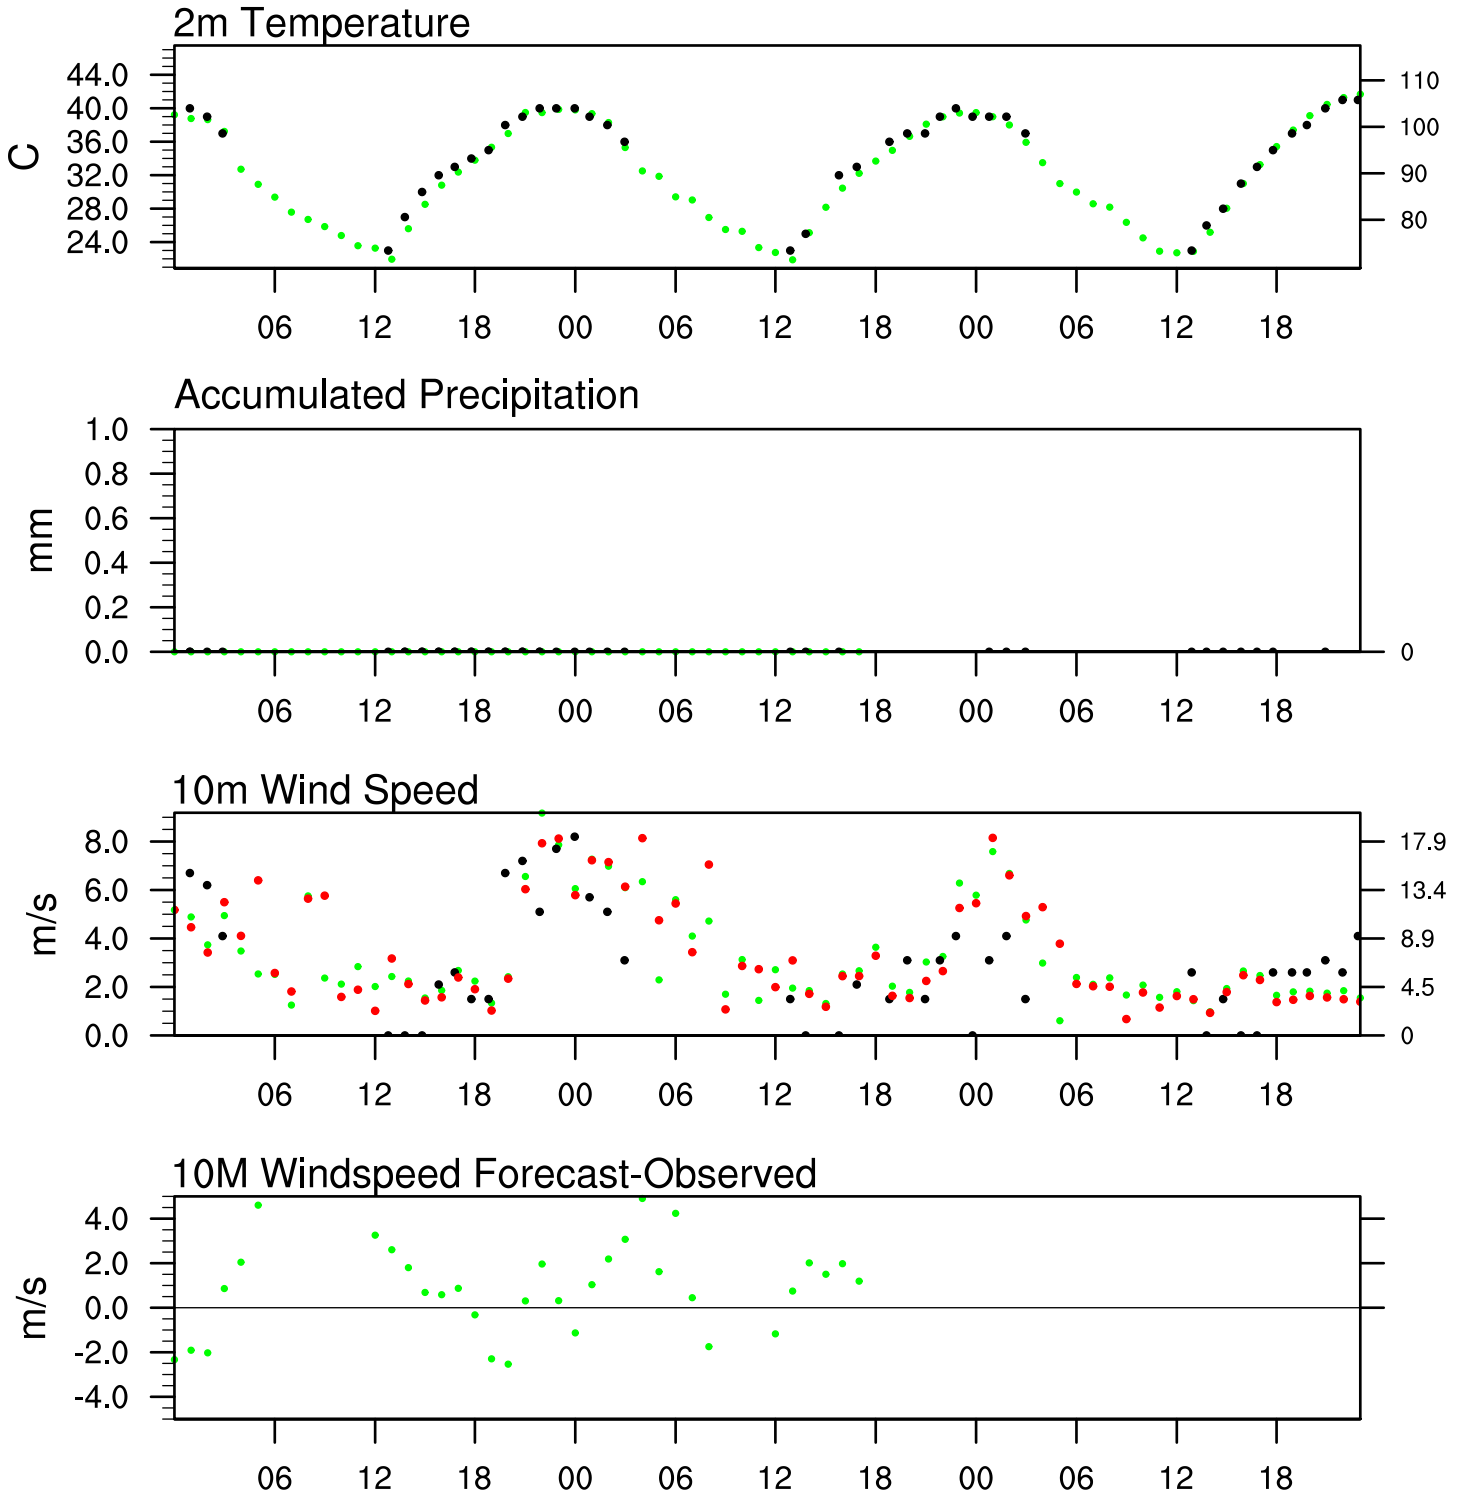 2m Temperature
44.0
40.0
36.0
32.0
28.0
24.0
C
110
100
90
80
06 12 18 00 06 12 18 00 06 12 18
Accumulated Precipitation
1.0
0.8
0.6
0.4
0.2
0.0
mm
0
06 12 18 00 06 12 18 00 06 12 18
10m Wind Speed
8.0
6.0
4.0
2.0
0.0
m/s
17.9
13.4
8.9
4.5
0
06 12 18 00 06 12 18 00 06 12 18
10M Windspeed Forecast-Observed
4.0
2.0
0.0
-2.0
-4.0
m/s
06 12 18 00 06 12 18 00 06 12 18